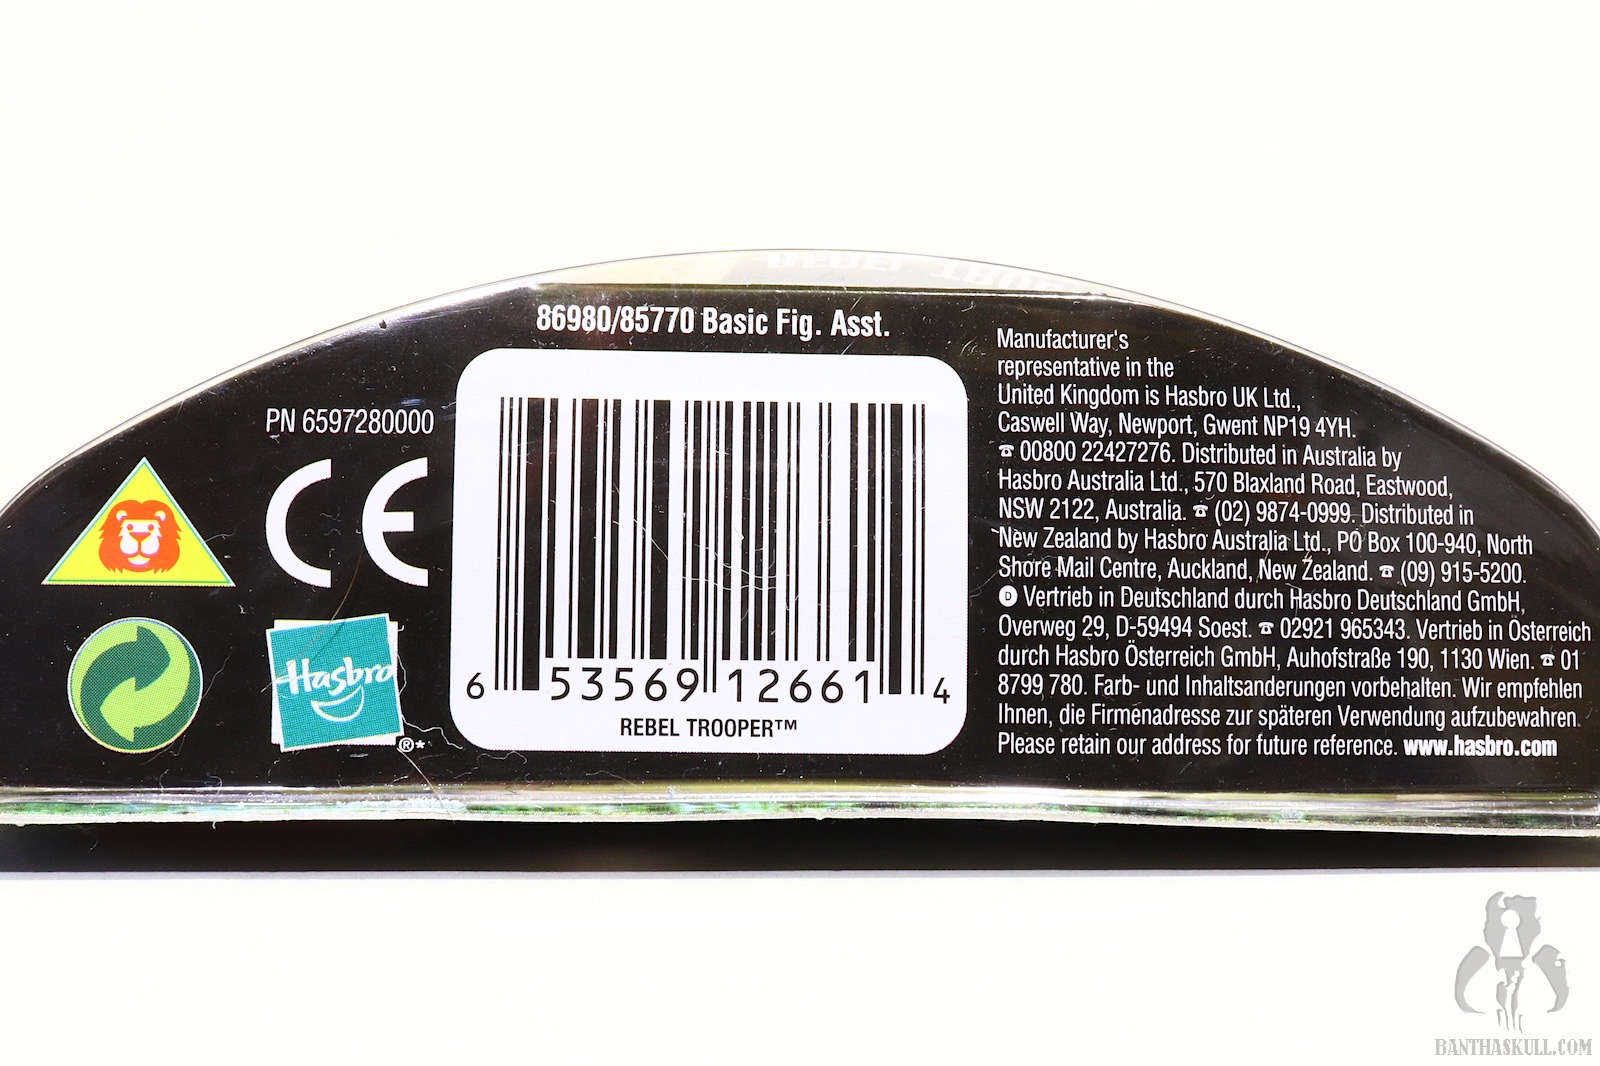 REBEL TROO
86980/85770 Basic Fig. Asst.
PN 6597280000
CE
Hasbro
®*
6 53569 12661 4
REBEL TROOPER™
Manufacturer's
representative in the
United Kingdom is Hasbro UK Ltd.,
Caswell Way, Newport, Gwent NP19 4YH.
☎ 00800 22427276. Distributed in Australia by
Hasbro Australia Ltd., 570 Blaxland Road, Eastwood,
NSW 2122, Australia. ☎ (02) 9874-0999. Distributed in
New Zealand by Hasbro Australia Ltd., PO Box 100-940, North
Shore Mail Centre, Auckland, New Zealand. ☎ (09) 915-5200.
D Vertrieb in Deutschland durch Hasbro Deutschland GmbH,
Overweg 29, D-59494 Soest. ☎ 02921 965343. Vertrieb in Österreich
durch Hasbro Österreich GmbH, Auhofstraße 190, 1130 Wien. ☎ 01
8799 780. Farb- und Inhaltsanderungen vorbehalten. Wir empfehlen
Ihnen, die Firmenadresse zur späteren Verwendung aufzubewahren.
Please retain our address for future reference. www.hasbro.com
BANTHASKULL.COM